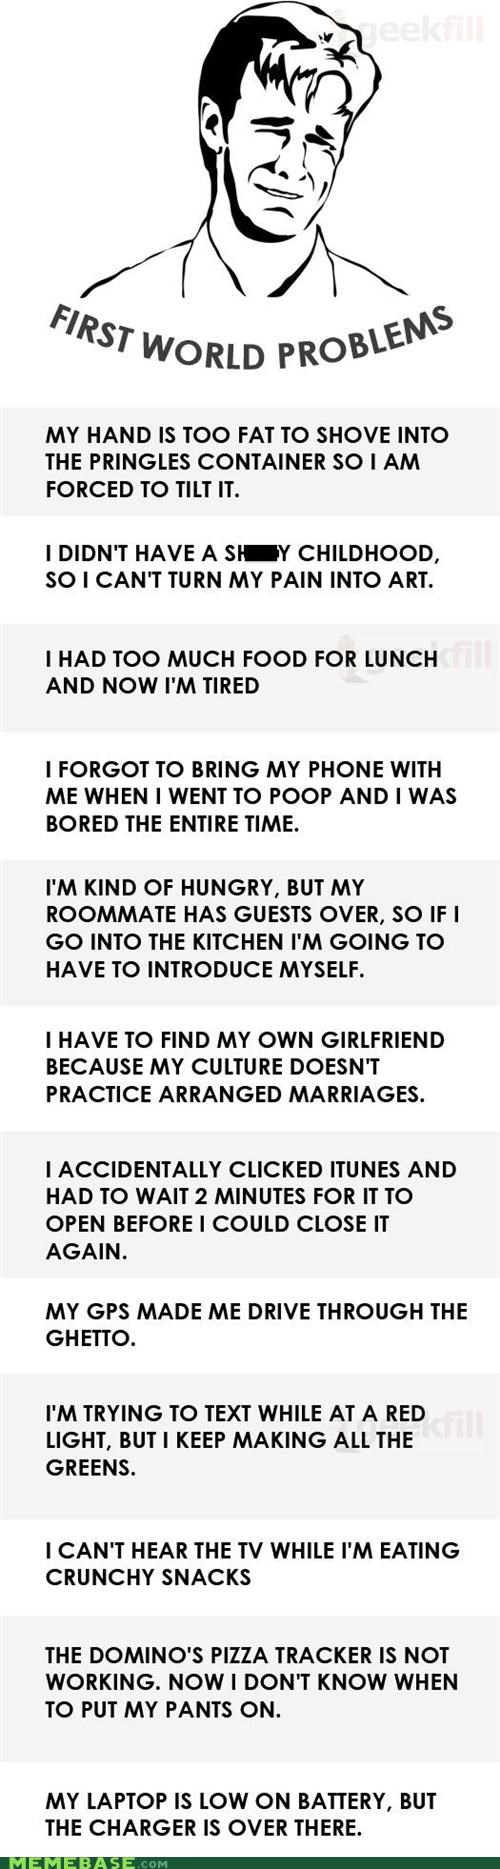 geekfill
FIRST WORLD PROBLEMS
MY HAND IS TOO FAT TO SHOVE INTO
THE PRINGLES CONTAINER SO I AM
FORCED TO TILT IT.
I DIDN'T HAVE A SH Y CHILDHOOD,
SO I CAN'T TURN MY PAIN INTO ART.
I HAD TOO MUCH FOOD FOR LUNCH
AND NOW I'M TIRED
geekfill
I FORGOT TO BRING MY PHONE WITH
ME WHEN I WENT TO POOP AND I WAS
BORED THE ENTIRE TIME.
I'M KIND OF HUNGRY, BUT MY
ROOMMATE HAS GUESTS OVER, SO IF I
GO INTO THE KITCHEN I'M GOING TO
HAVE TO INTRODUCE MYSELF.
I HAVE TO FIND MY OWN GIRLFRIEND
BECAUSE MY CULTURE DOESN'T
PRACTICE ARRANGED MARRIAGES.
I ACCIDENTALLY CLICKED ITUNES AND
HAD TO WAIT 2 MINUTES FOR IT TO
OPEN BEFORE I COULD CLOSE IT
AGAIN.
MY GPS MADE ME DRIVE THROUGH THE
GHETTO.
I'M TRYING TO TEXT WHILE AT A RED
LIGHT, BUT I KEEP MAKING ALL THE
GREENS.
geekfill
I CAN'T HEAR THE TV WHILE I'M EATING
CRUNCHY SNACKS
THE DOMINO'S PIZZA TRACKER IS NOT
WORKING. NOW I DON'T KNOW WHEN
TO PUT MY PANTS ON.
MY LAPTOP IS LOW ON BATTERY, BUT
THE CHARGER IS OVER THERE.
MEMEBASE.COM